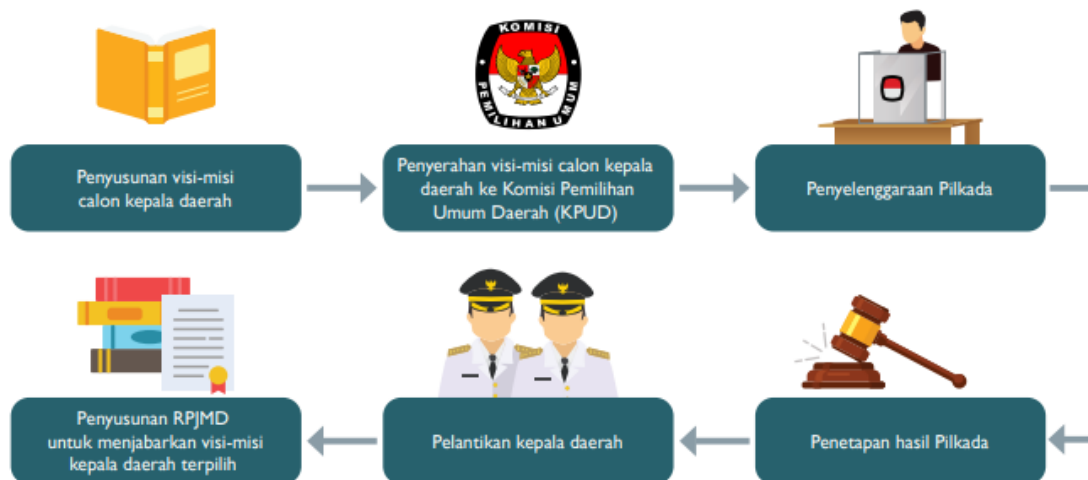 KOMISI
PEMILIHAN UMUM
Penyusunan visi-misi
calon kepala daerah
Penyerahan visi-misi calon kepala
daerah ke Komisi Pemilihan
Umum Daerah (KPUD)
Penyelenggaraan Pilkada
Penyusunan RPJMD
untuk menjabarkan visi-misi
kepala daerah terpilih
Pelantikan kepala daerah
Penetapan hasil Pilkada